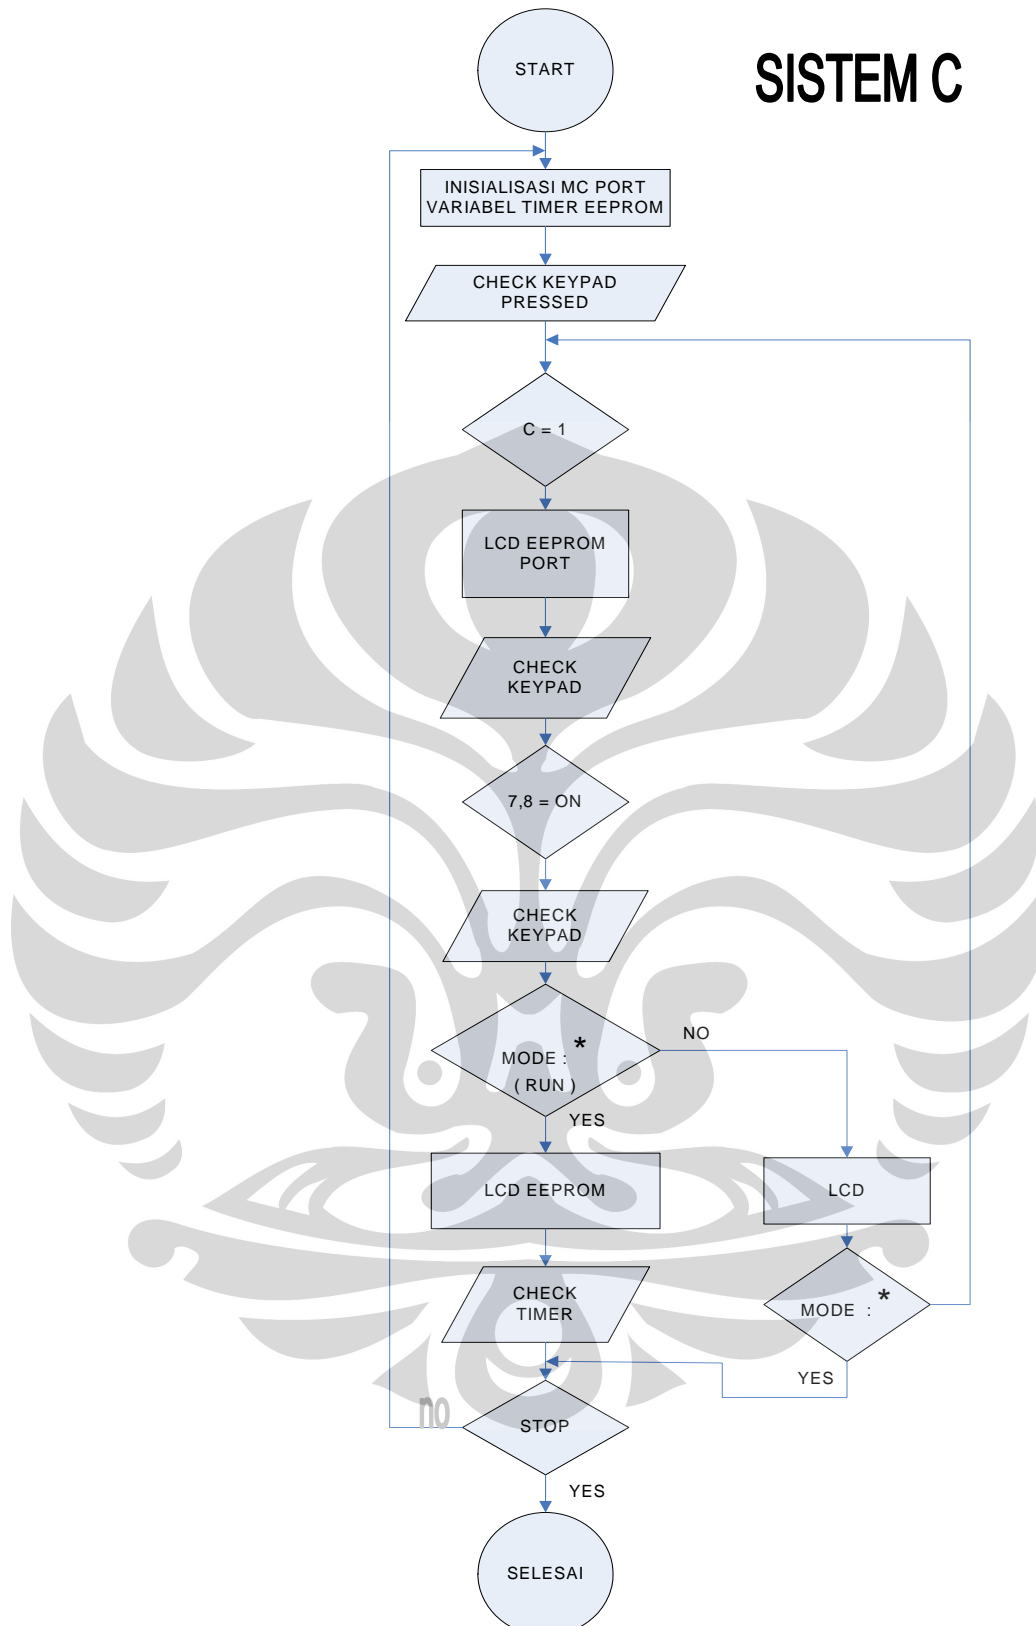 START
SISTEM C
INISIALISASI MC PORT
VARIABEL TIMER EEPROM
CHECK KEYPAD
PRESSED
C = 1
LCD EEPROM
PORT
CHECK
KEYPAD
7,8 = ON
CHECK
KEYPAD
NO
MODE : *
( RUN )
YES
LCD EEPROM
LCD
CHECK
TIMER
MODE : *
YES
no
STOP
YES
SELESAI